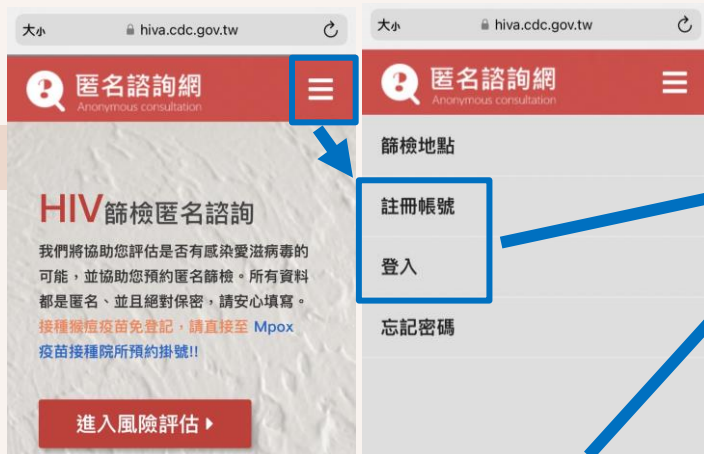 大小 hiva.cdc.gov.tw
匿名諮詢網
Anonymous consultation
HIV篩檢匿名諮詢
我們將協助您評估是否有感染愛滋病毒的
可能，並協助您預約匿名篩檢。所有資料
都是匿名、並且絕對保密，請安心填寫。
接種猴痘疫苗免登記，請直接至 Mpox
疫苗接種院所預約掛號!!
進入風險評估
大小 hiva.cdc.gov.tw
匿名諮詢網
Anonymous consultation
篩檢地點
註冊帳號
登入
忘記密碼